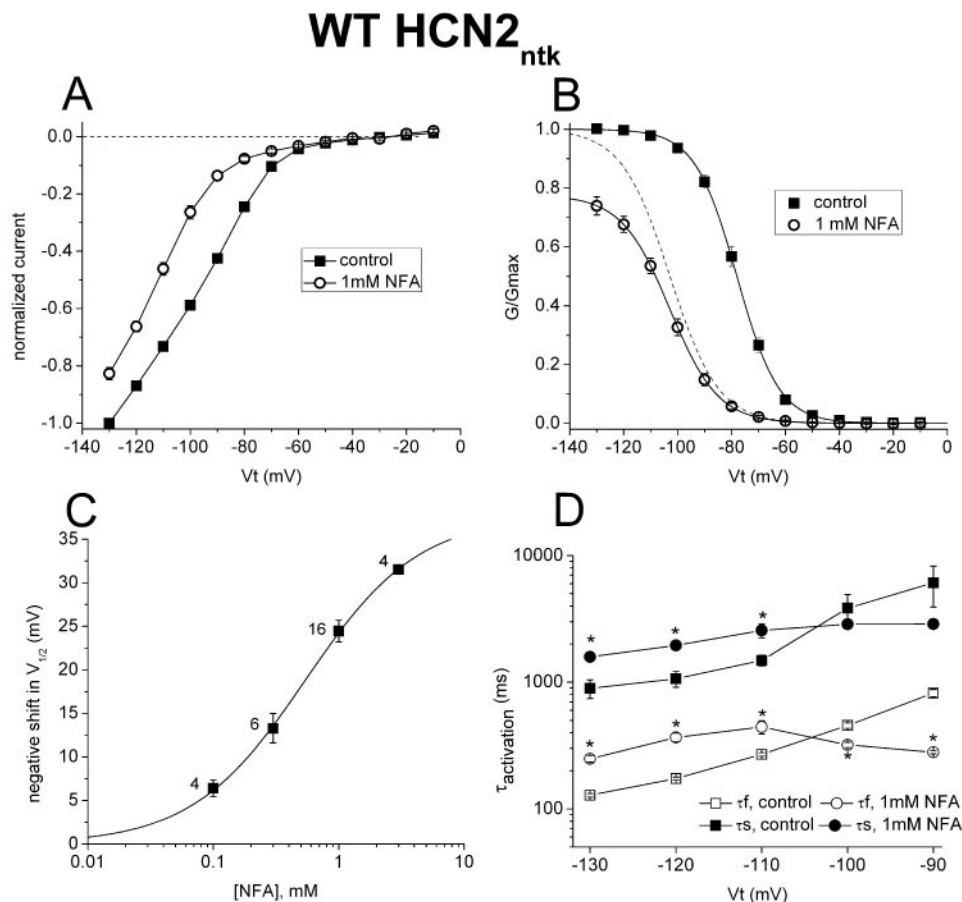 WT HCN2ntk
A
0.0
-0.2
-0.4
-0.6
-0.8
-1.0
normalized current
control
1mM NFA
-140 -120 -100 -80 -60 -40 -20 0
Vt (mV)
B
1.0
0.8
0.6
0.4
0.2
0.0
G/Gmax
control
1 mM NFA
-140 -120 -100 -80 -60 -40 -20 0
Vt (mV)
C
35
30
25
20
15
10
5
0
negative shift in V1/2 (mV)
4
6
16
4
0.01 0.1 1 10
[NFA], mM
D
10000
1000
100
τactivation (ms)
* * *
* * * * *
τf, control τf, 1mM NFA
τs, control τs, 1mM NFA
-130 -120 -110 -100 -90
Vt (mV)